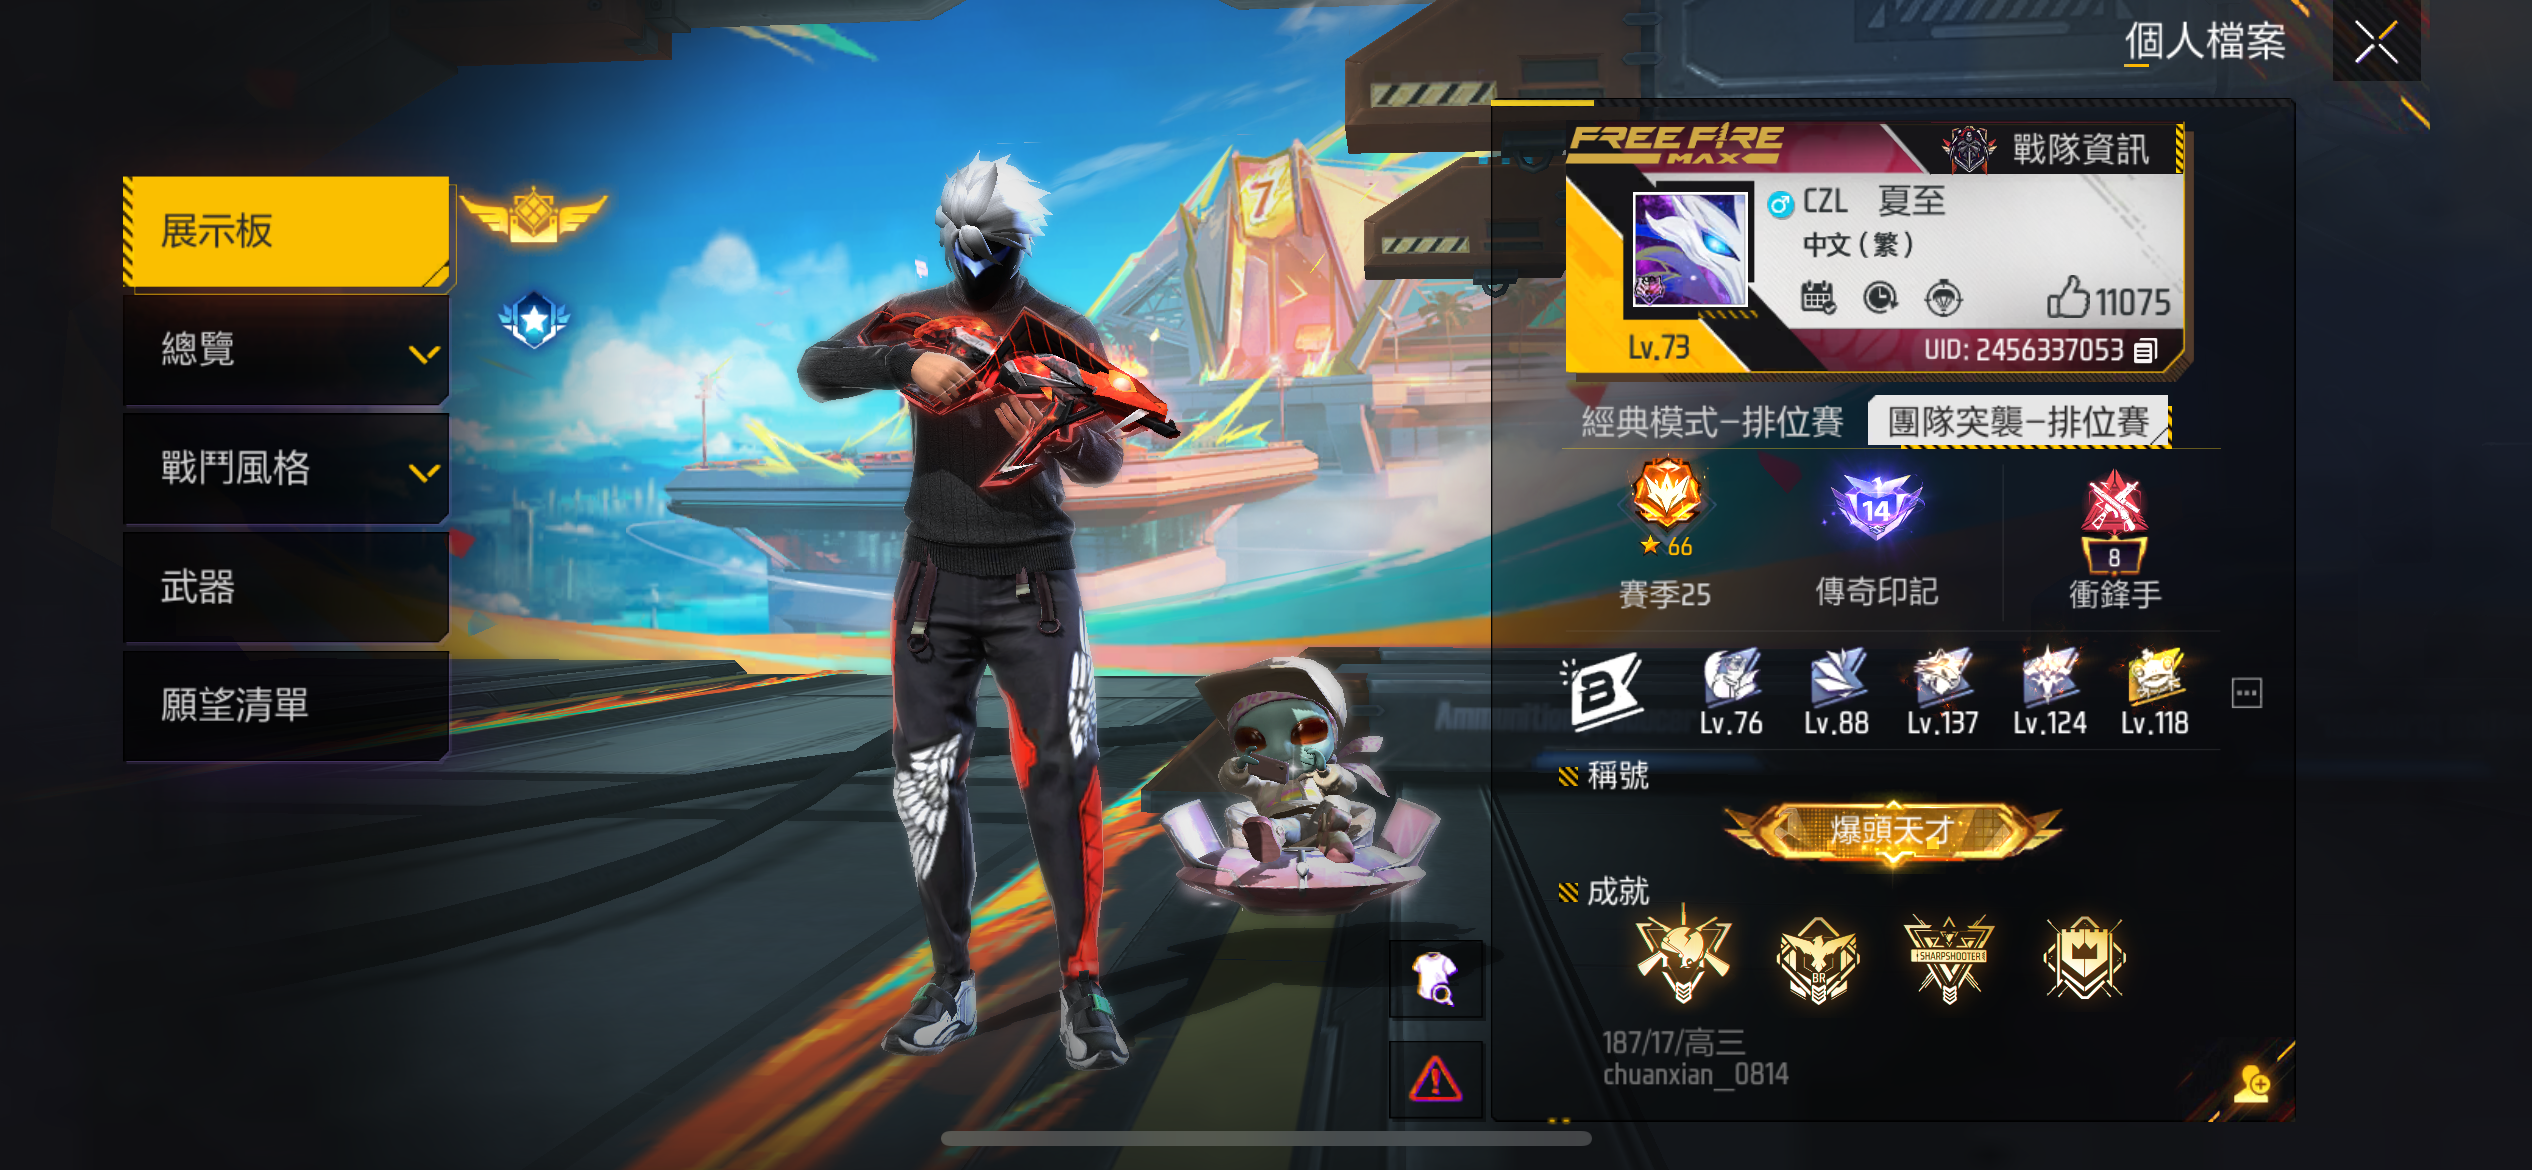 個人檔案
展示板
總覽
戰鬥風格
武器
願望清單
7
FREE FIRE
MAX
戰隊資訊
CZL 夏至
中文(繁)
11075
Lv.73
UID: 2456337053
經典模式-排位賽
團隊突襲-排位賽
66
賽季25
14
傳奇印記
8
衝鋒手
B
Lv.76
Lv.88
Lv.137
Lv.124
Lv.118
稱號
爆頭天才
成就
BR
SHARPSHOOTER
187/17/高三
chuanxian__0814